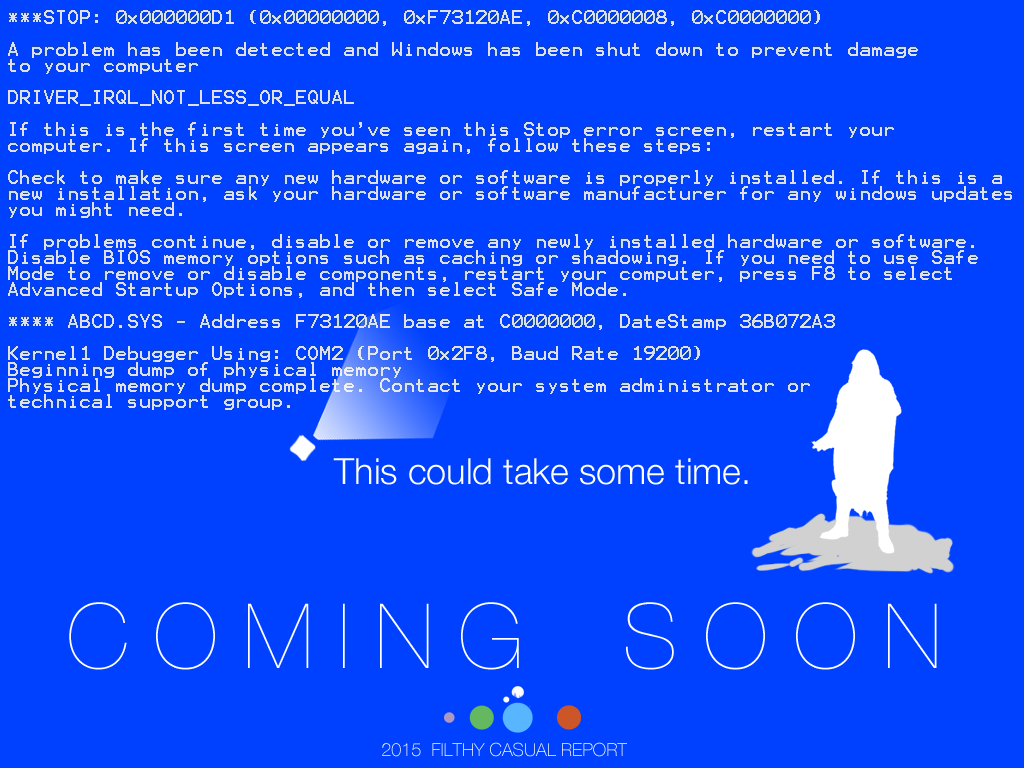 ***STOP: 0x000000D1 (0x00000000, 0xF73120AE, 0xC0000008, 0xC0000000)
A problem has been detected and Windows has been shut down to prevent damage
to your computer
DRIVER_IRQL_NOT_LESS_OR_EQUAL
If this is the first time you've seen this Stop error screen, restart your
computer. If this screen appears again, follow these steps:
Check to make sure any new hardware or software is properly installed. If this is a
new installation, ask your hardware or software manufacturer for any windows updates
you might need.
If problems continue, disable or remove any newly installed hardware or software.
Disable BIOS memory options such as caching or shadowing. If you need to use Safe
Mode to remove or disable components, restart your computer, press F8 to select
Advanced Startup Options, and then select Safe Mode.
**** ABCD.SYS - Address F73120AE base at C0000000, DateStamp 36B072A3
Kernel1 Debugger Using: COM2 (Port 0x2F8, Baud Rate 19200)
Beginning dump of physical memory
Physical memory dump complete. Contact your system administrator or
technical support group.
This could take some time.
COMING SOON
2015 FILTHY CASUAL REPORT